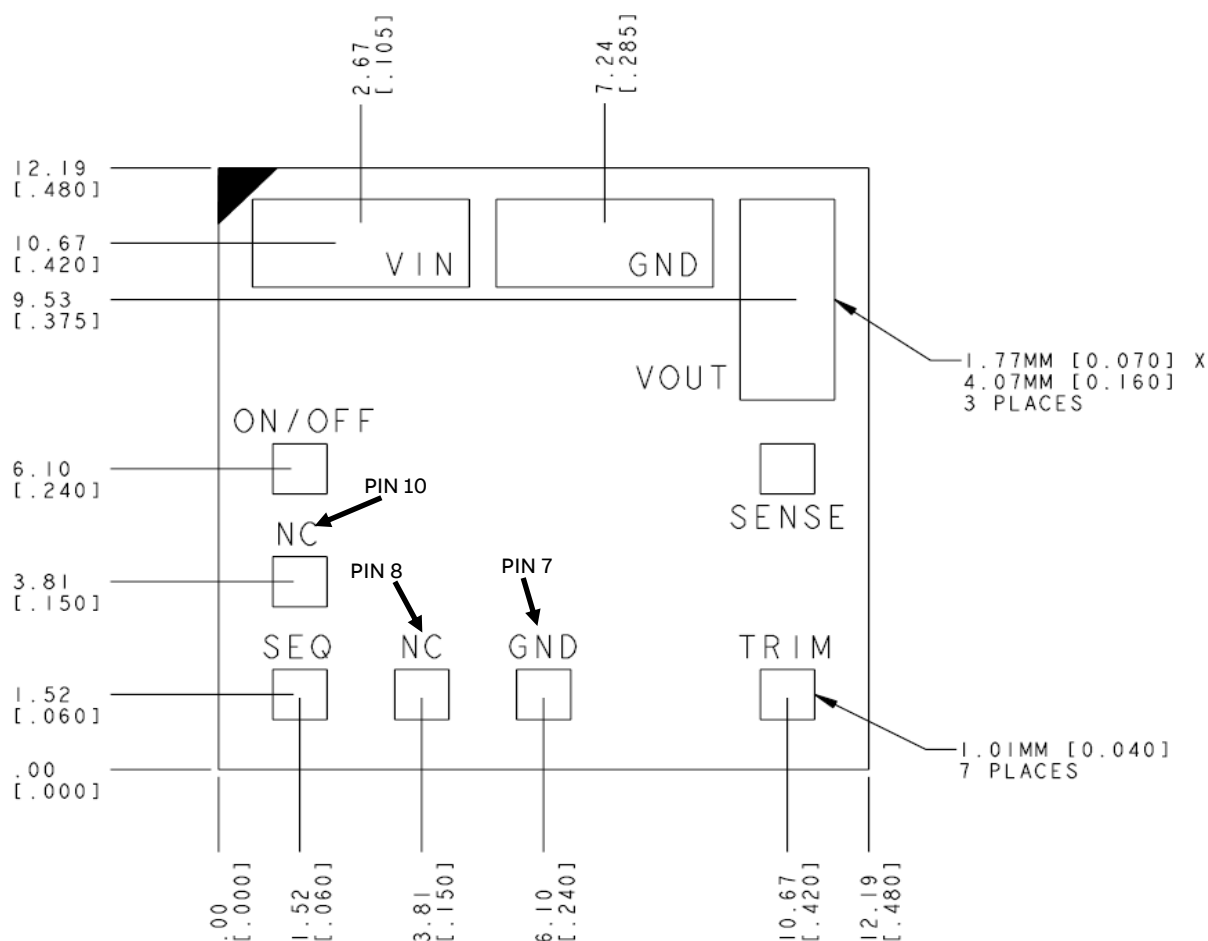 2.67
[.105]
7.24
[.285]
12.19
[.480]
10.67
[.420]
VIN
GND
9.53
[.375]
1.77MM [0.070] X
4.07MM [0.160]
3 PLACES
VOUT
ON/OFF
6.10
[.240]
PIN 10
SENSE
NC
3.81
[.150]
PIN 8
PIN 7
SEQ
NC
GND
TRIM
1.52
[.060]
1.01MM [0.040]
7 PLACES
.00
[.000]
.00
[.000]
1.52
[.060]
3.81
[.150]
6.10
[.240]
10.67
[.420]
12.19
[.480]